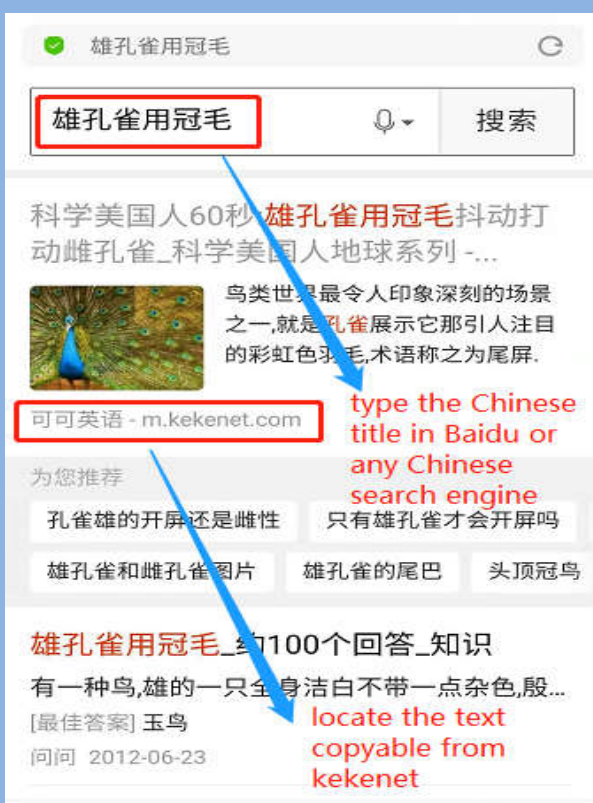 雄孔雀用冠毛
雄孔雀用冠毛
搜索
科学美国人60秒:雄孔雀用冠毛抖动打
动雌孔雀_科学美国人地球系列 -...
鸟类世界最令人印象深刻的场景
之一,就是孔雀展示它那引人注目
的彩虹色羽毛,术语称之为尾屏.
可可英语 - m.kekenet.com
type the Chinese
title in Baidu or
any Chinese
search engine
为您推荐
孔雀雄的开屏还是雌性
只有雄孔雀才会开屏吗
雄孔雀和雌孔雀图片
雄孔雀的尾巴
头顶冠鸟
雄孔雀用冠毛_约100个回答_知识
有一种鸟,雄的一只全身洁白不带一点杂色,殷...
[最佳答案] 玉鸟
问问 2012-06-23
locate the text
copyable from
kekenet